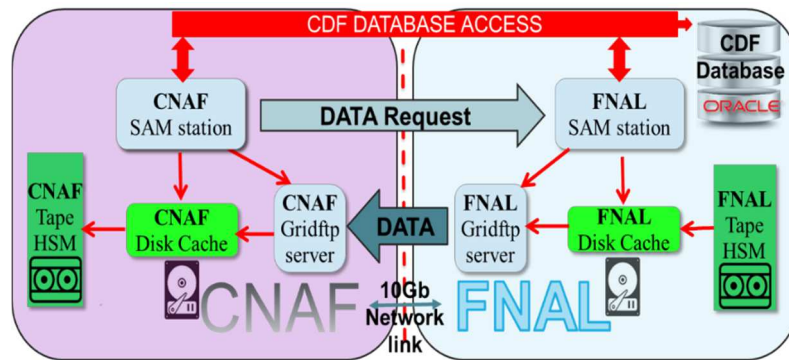 CDF DATABASE ACCESS
CDF
Database
ORACLE
CNAF
SAM station
DATA Request
FNAL
SAM station
CNAF
Tape
HSM
CNAF
Disk Cache
CNAF
Gridftp
server
DATA
FNAL
Gridftp
server
FNAL
Disk Cache
FNAL
Tape
HSM
CNAF
10Gb
Network
link
FNAL